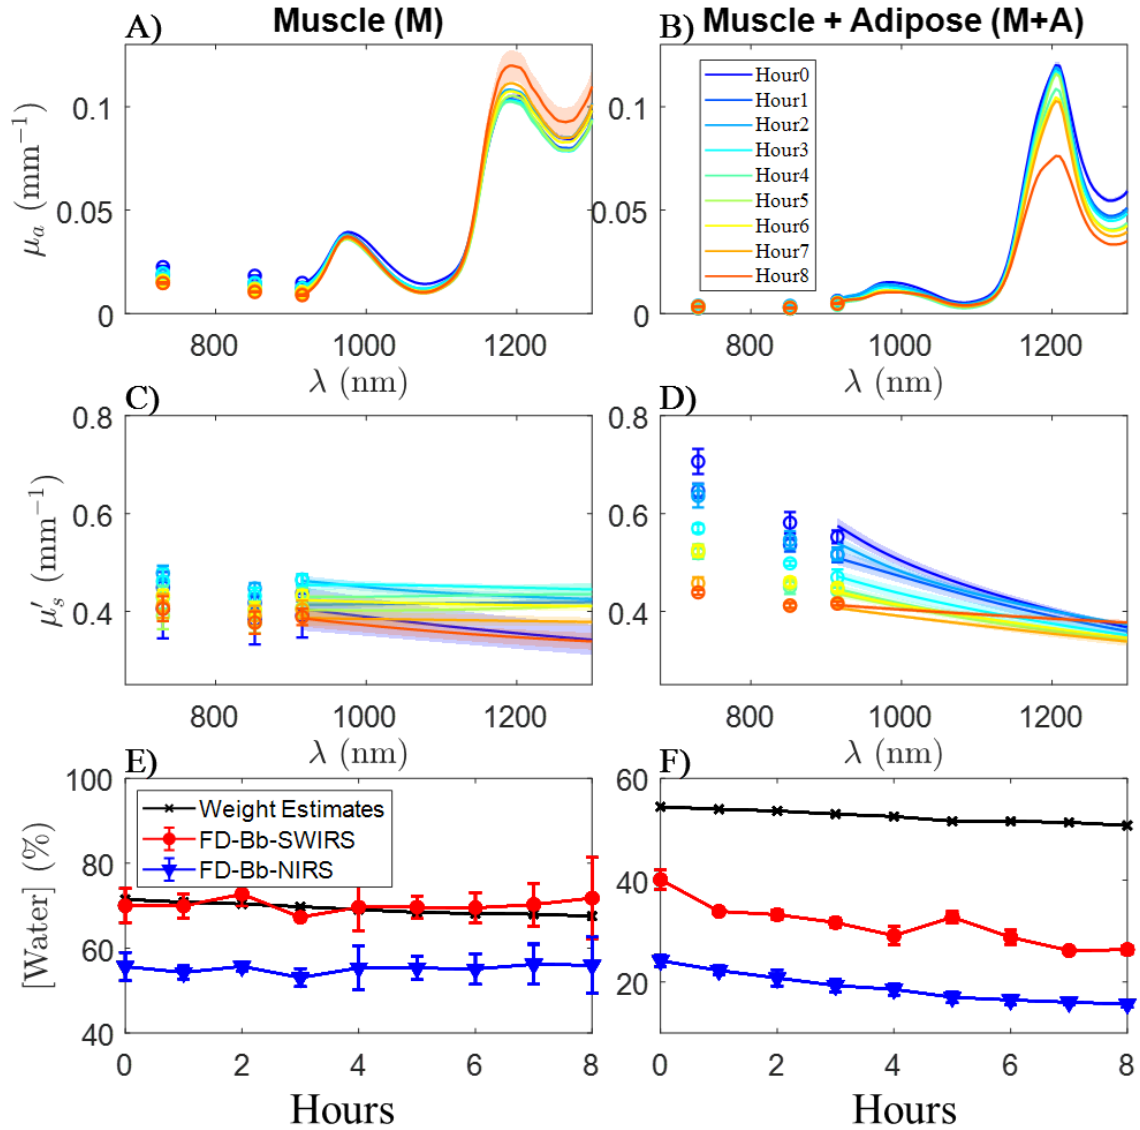 Muscle (M)
Muscle + Adipose (M+A)
A)
B)
0.1
0.05
0
μa (mm−1)
800
1000
1200
λ (nm)
0.1
0.05
0
Hour0
Hour1
Hour2
Hour3
Hour4
Hour5
Hour6
Hour7
Hour8
800
1000
1200
λ (nm)
C)
D)
0.8
0.6
0.4
μ′s (mm−1)
800
1000
1200
λ (nm)
0.8
0.6
0.4
800
1000
1200
λ (nm)
E)
F)
100
80
60
40
[Water] (%)
Weight Estimates
FD-Bb-SWIRS
FD-Bb-NIRS
0
2
4
6
8
Hours
60
40
20
0
2
4
6
8
Hours